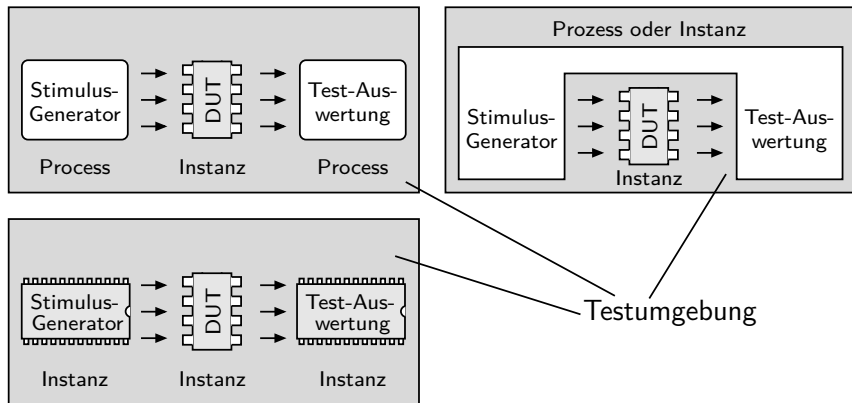 Stimulus-
Generator
DUT
Test-Aus-
wertung
Process
Instanz
Process
Prozess oder Instanz
Stimulus-
Generator
DUT
Test-Aus-
wertung
Instanz
Stimulus-
Generator
DUT
Test-Aus-
wertung
Instanz
Instanz
Instanz
Testumgebung